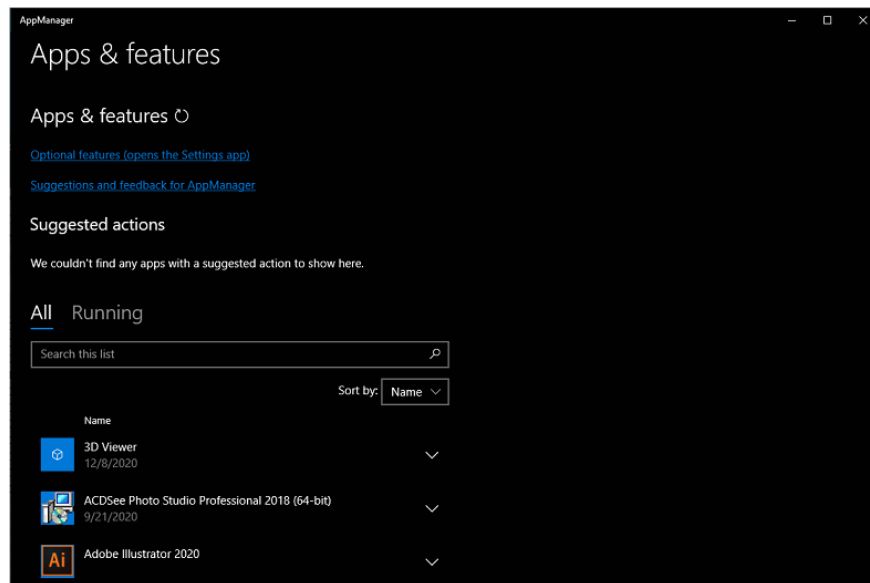 AppManager
Apps & features
Apps & features
Optional features (opens the Settings app)
Suggestions and feedback for AppManager
Suggested actions
We couldn't find any apps with a suggested action to show here.
All Running
Search this list
Sort by: Name
Name
3D Viewer
12/8/2020
ACDSee Photo Studio Professional 2018 (64-bit)
9/21/2020
Ai Adobe Illustrator 2020